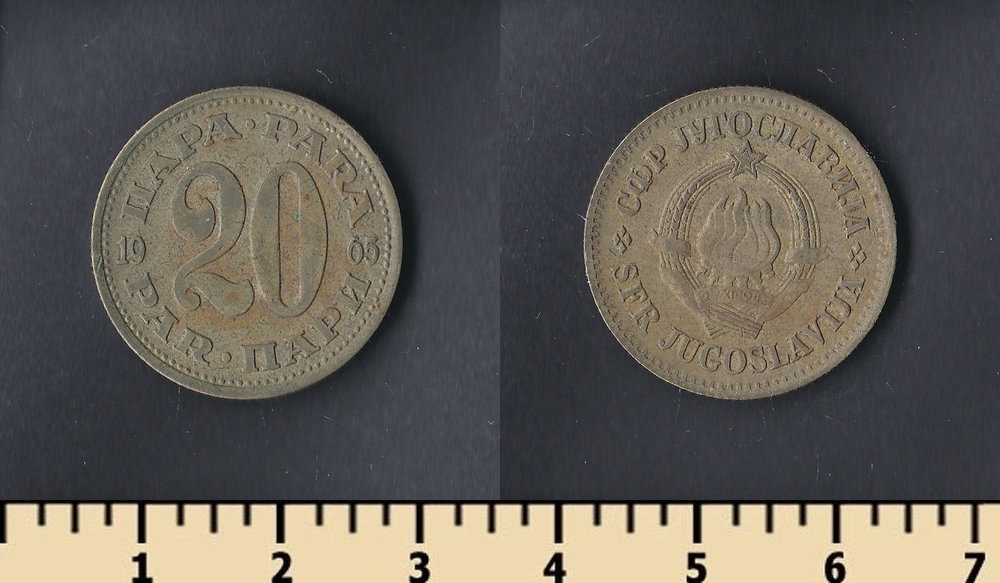 ПАРА · PARA
20
19 65
PAR · ПАРИ
СФР ЈУГОСЛАВИЈА
SFR JUGOSLAVIJA
1 2 3 4 5 6 7